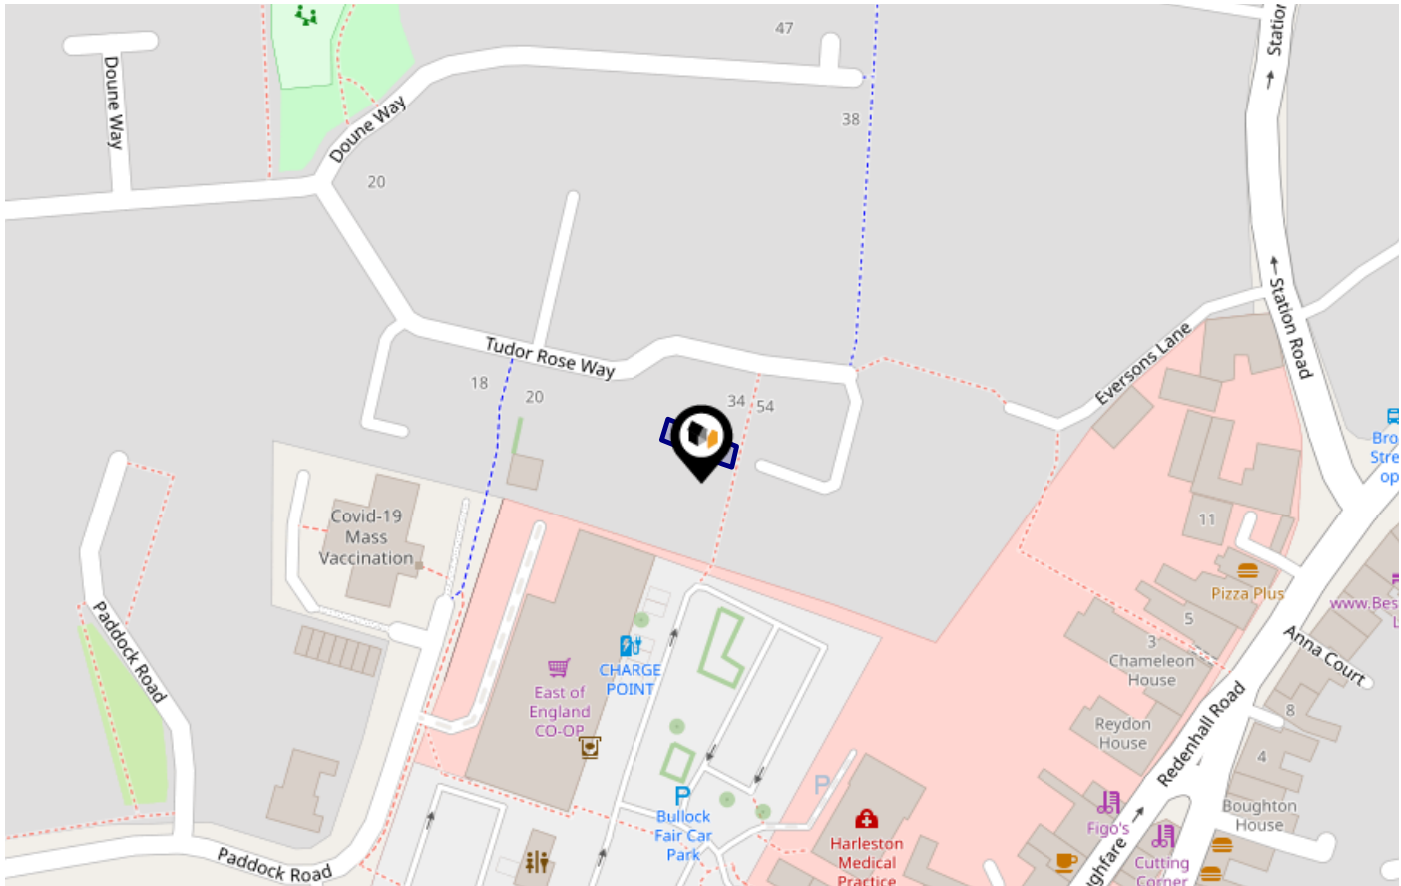 Station
47
Doune Way
Doune Way
38
20
Station Road
Tudor Rose Way
Eversons Lane
18
20
34
54
Bro
Stre
op
11
Covid-19
Mass
Vaccination
Pizza Plus
www.Bes
L
5
3
Chameleon
House
Anna Court
Paddock Road
CHARGE
POINT
East of
England
CO-OP
8
Reydon
House
Redenhall Road
4
P
P
Bullock
Fair Car
Park
Boughton
House
Figo's
Harleston
Medical
Practice
Paddock Road
ghfare
Cutting
Corner